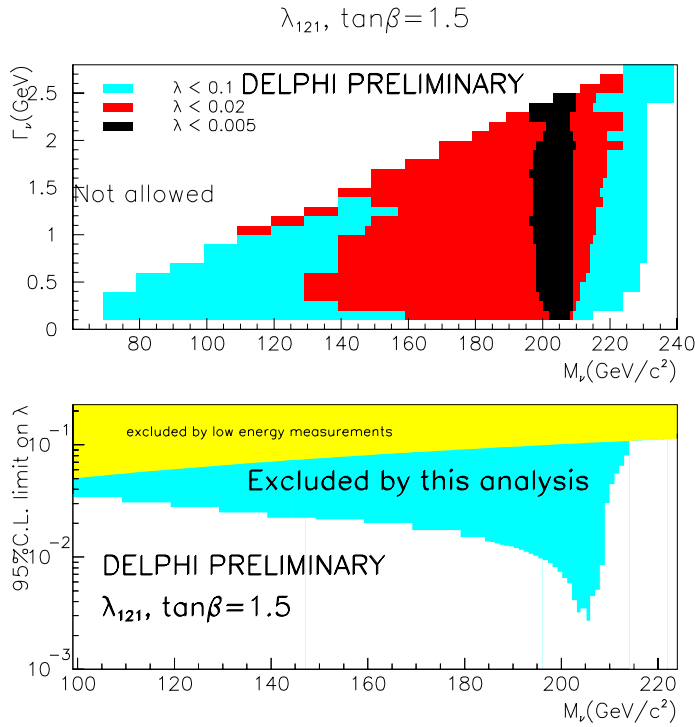 λ₁₂₁, tanβ=1.5
Γᵥ(GeV)
2.5
2
1.5
1
0.5
0
λ < 0.1
λ < 0.02
λ < 0.005
DELPHI PRELIMINARY
Not allowed
80 100 120 140 160 180 200 220 240
Mᵥ(GeV/c²)
95%C.L. limit on λ
10⁻¹
10⁻²
10⁻³
excluded by low energy measurements
Excluded by this analysis
DELPHI PRELIMINARY
λ₁₂₁, tanβ=1.5
100 120 140 160 180 200 220
Mᵥ(GeV/c²)